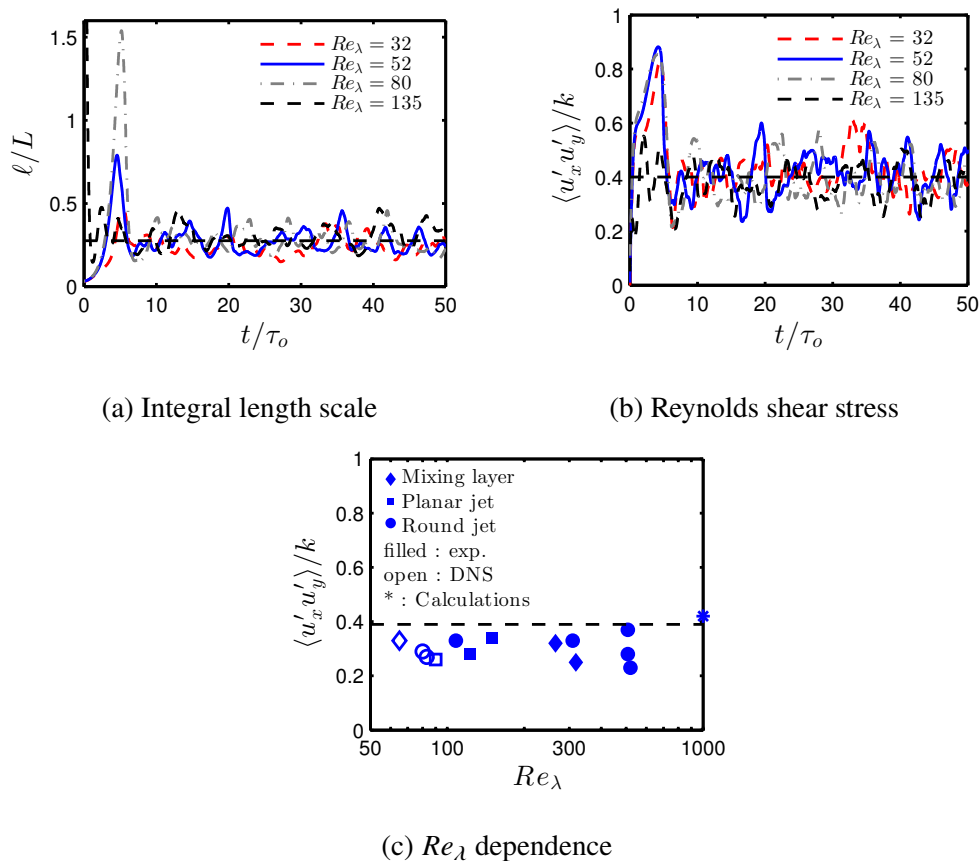 1.5
1
0.5
0
ℓ/L
Re_λ = 32
Re_λ = 52
Re_λ = 80
Re_λ = 135
0 10 20 30 40 50
t/τ_o
(a) Integral length scale
1
0.8
0.6
0.4
0.2
0
⟨u′_x u′_y⟩/k
Re_λ = 32
Re_λ = 52
Re_λ = 80
Re_λ = 135
0 10 20 30 40 50
t/τ_o
(b) Reynolds shear stress
1
0.8
0.6
0.4
0.2
0
⟨u′_x u′_y⟩/k
Mixing layer
Planar jet
Round jet
filled : exp.
open : DNS
* : Calculations
50 100 300 1000
Re_λ
(c) Re_λ dependence